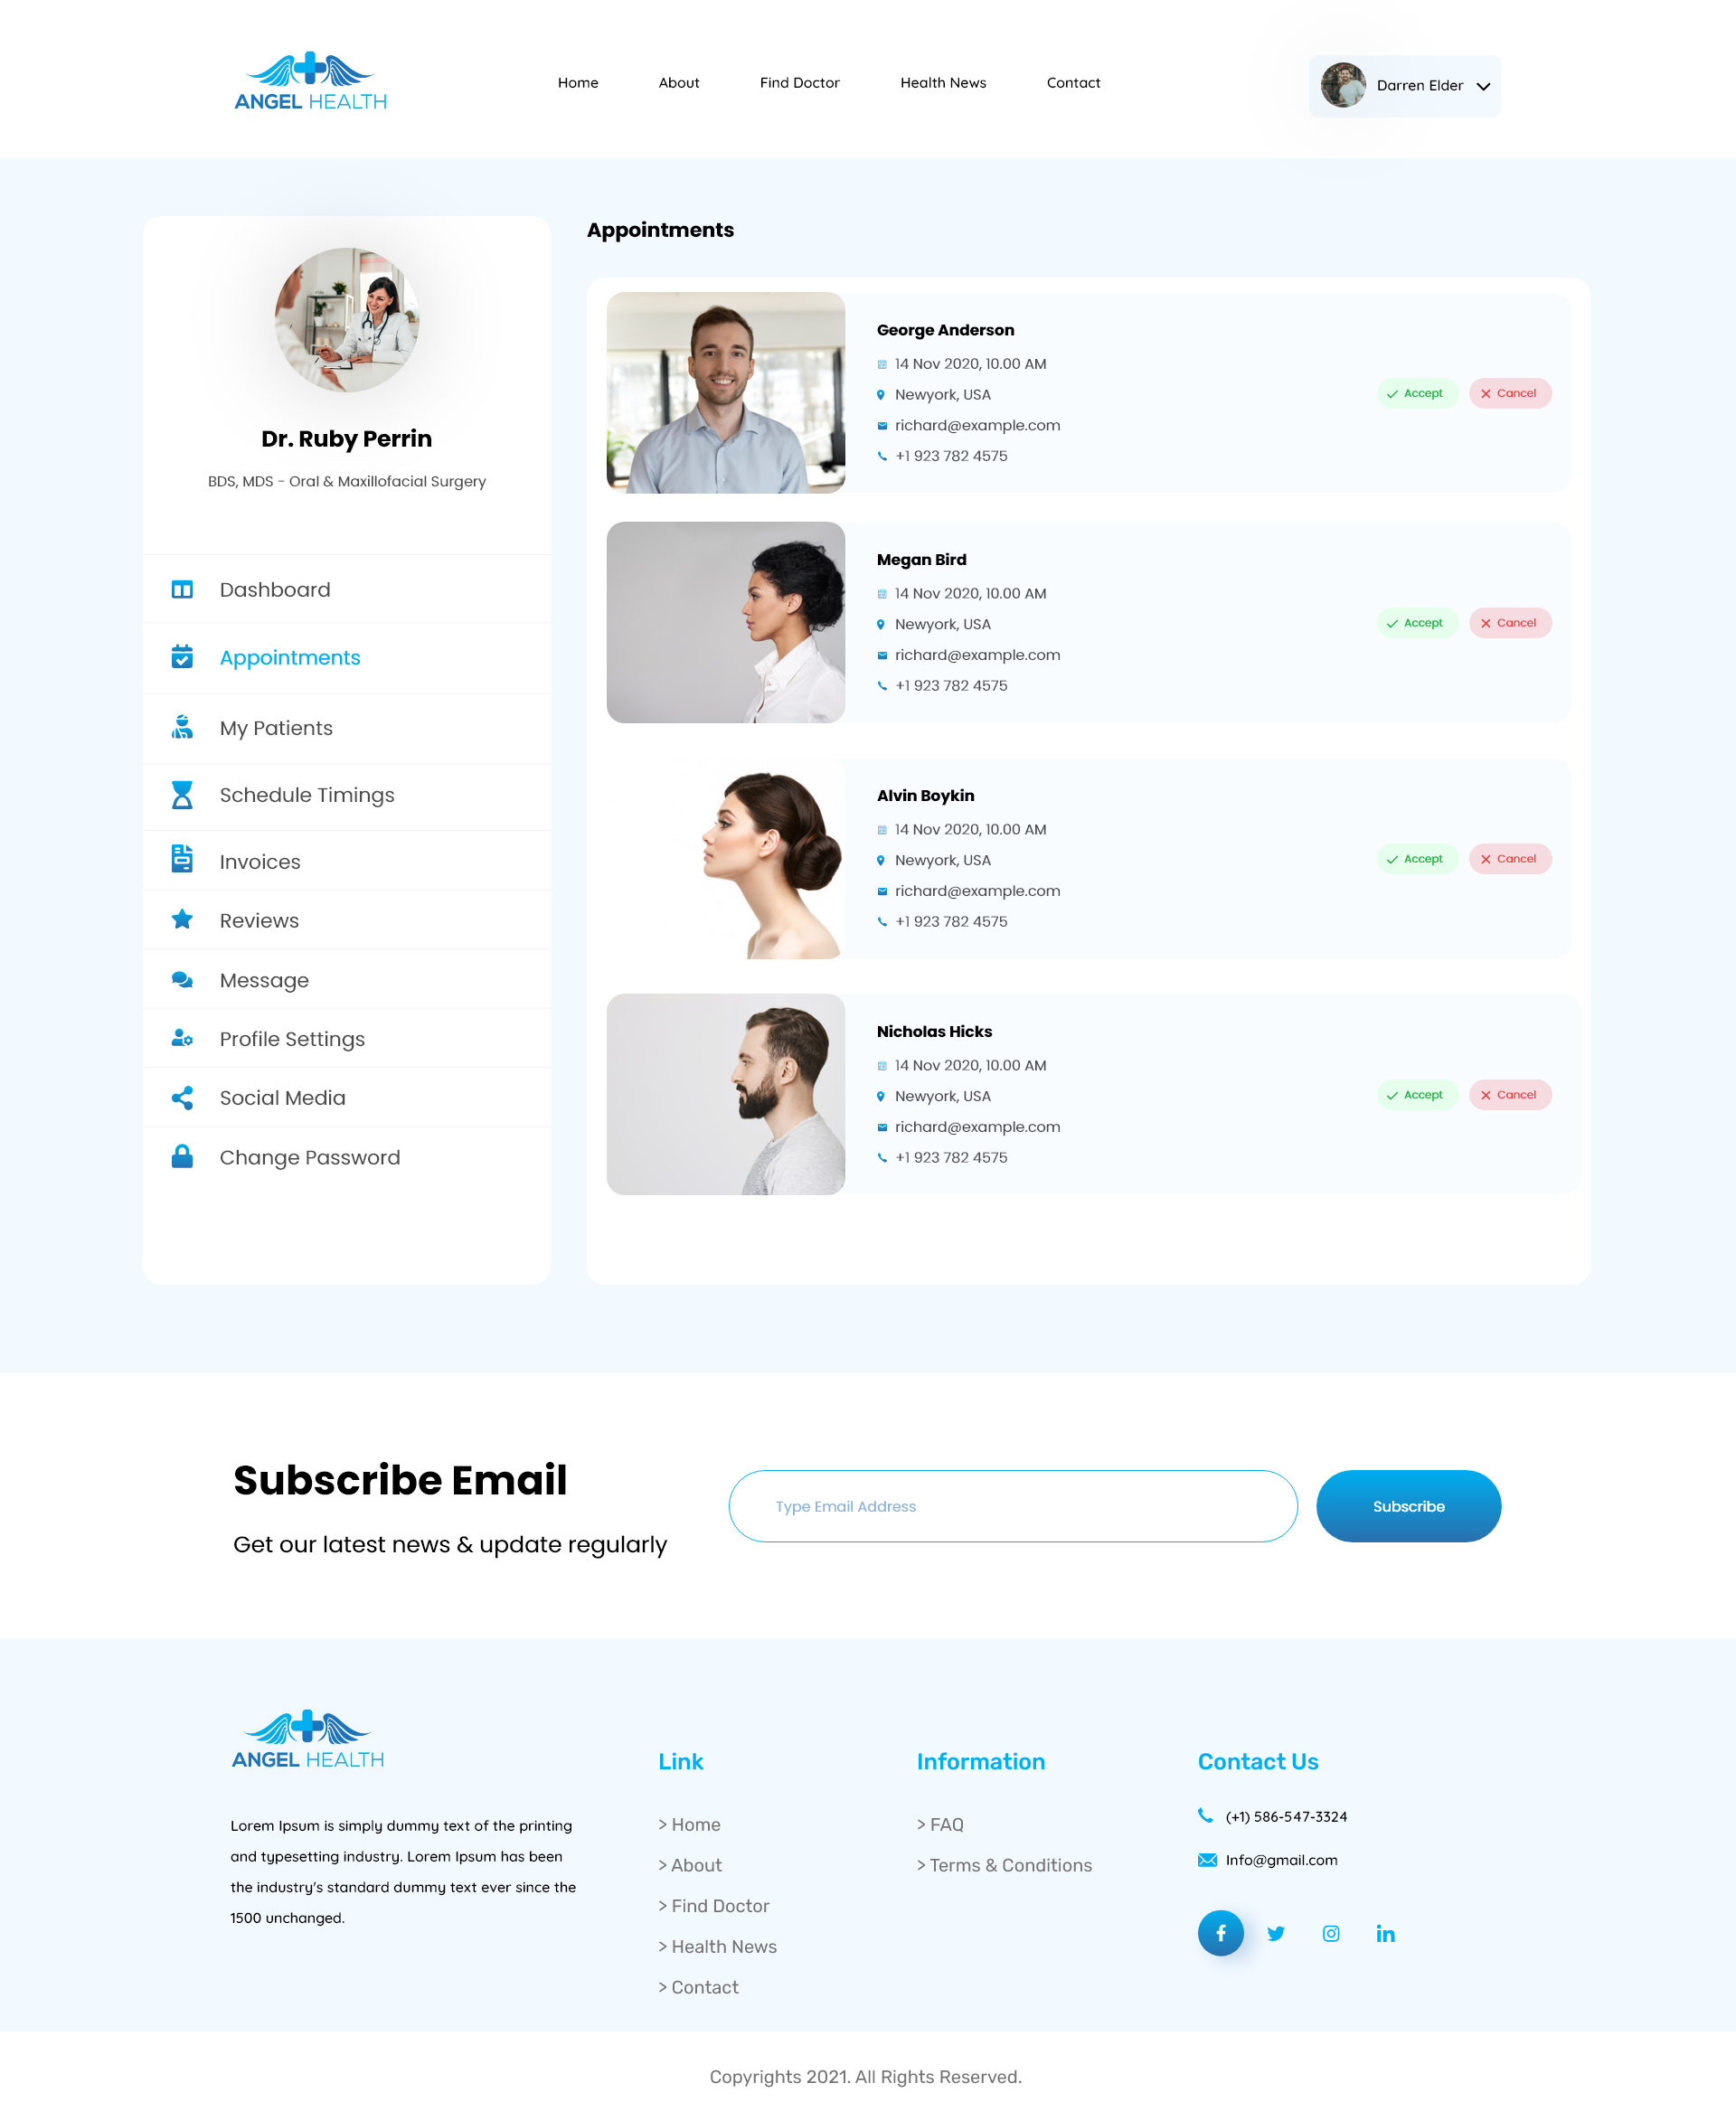 ANGEL HEALTH
Home
About
Find Doctor
Health News
Contact
Darren Elder
Dr. Ruby Perrin
BDS, MDS - Oral & Maxillofacial Surgery
Dashboard
Appointments
My Patients
Schedule Timings
Invoices
Reviews
Message
Profile Settings
Social Media
Change Password
Appointments
George Anderson
14 Nov 2020, 10.00 AM
Newyork, USA
richard@example.com
+1 923 782 4575
Accept
Cancel
Megan Bird
14 Nov 2020, 10.00 AM
Newyork, USA
richard@example.com
+1 923 782 4575
Accept
Cancel
Alvin Boykin
14 Nov 2020, 10.00 AM
Newyork, USA
richard@example.com
+1 923 782 4575
Accept
Cancel
Nicholas Hicks
14 Nov 2020, 10.00 AM
Newyork, USA
richard@example.com
+1 923 782 4575
Accept
Cancel
Subscribe Email
Get our latest news & update regularly
Type Email Address
Subscribe
ANGEL HEALTH
Lorem Ipsum is simply dummy text of the printing
and typesetting industry. Lorem Ipsum has been
the industry's standard dummy text ever since the
1500 unchanged.
Link
> Home
> About
> Find Doctor
> Health News
> Contact
Information
> FAQ
> Terms & Conditions
Contact Us
(+1) 586-547-3324
Info@gmail.com
Copyrights 2021. All Rights Reserved.